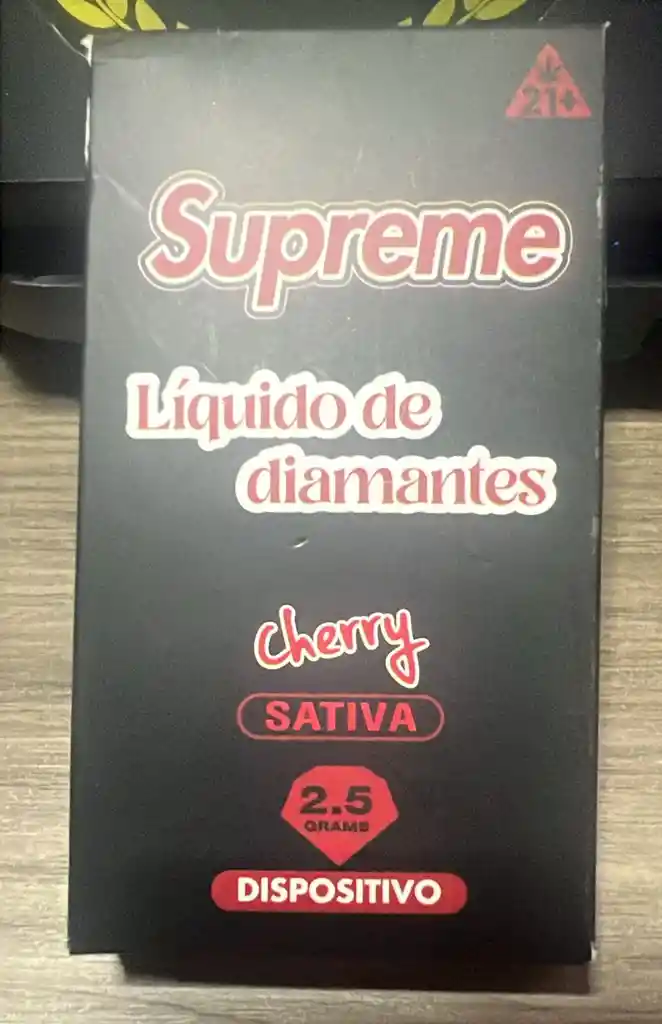 21+
Supreme
Líquido de
diamantes
Cherry
SATIVA
2.5
GRAMS
DISPOSITIVO